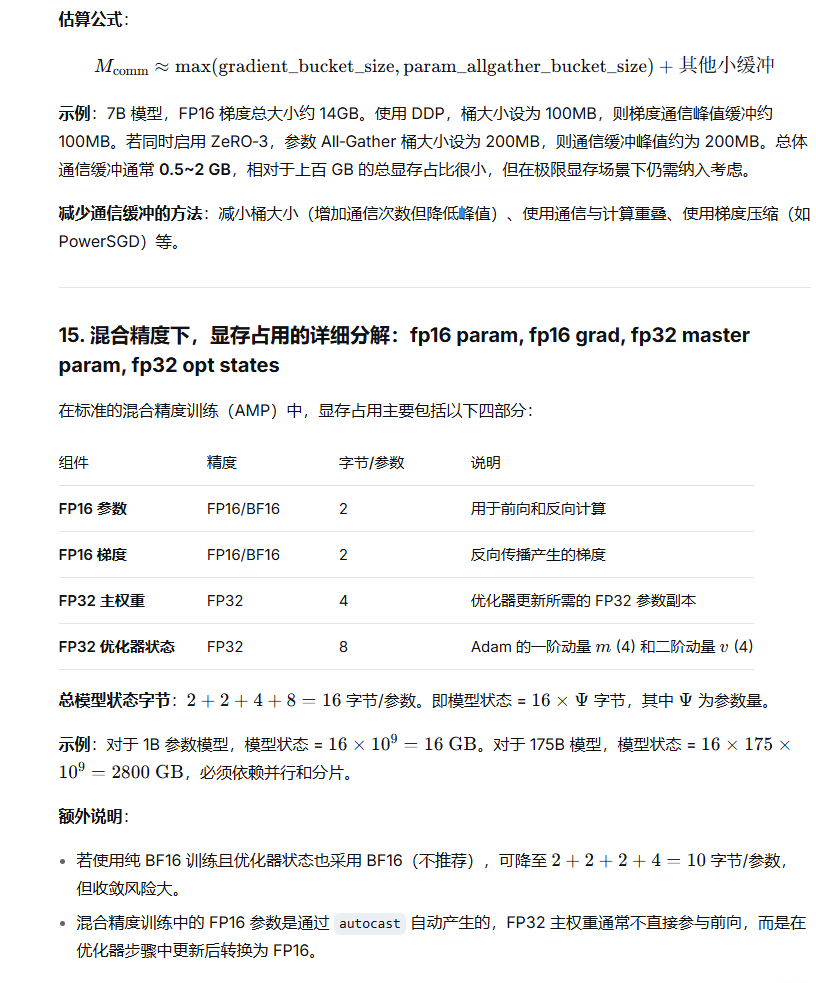 估算公式：
M_comm ≈ max(gradient_bucket_size, param_allgather_bucket_size) + 其他小缓冲
示例：7B 模型，FP16 梯度总大小约 14GB。使用 DDP，桶大小设为 100MB，则梯度通信峰值缓冲约
100MB。若同时启用 ZeRO-3，参数 All-Gather 桶大小设为 200MB，则通信缓冲峰值约为 200MB。总体
通信缓冲通常 0.5~2 GB，相对于上百 GB 的总显存占比很小，但在极限显存场景下仍需纳入考虑。
减少通信缓冲的方法：减小桶大小（增加通信次数但降低峰值）、使用通信与计算重叠、使用梯度压缩（如
PowerSGD）等。
15. 混合精度下，显存占用的详细分解：fp16 param, fp16 grad, fp32 master
param, fp32 opt states
在标准的混合精度训练（AMP）中，显存占用主要包括以下四部分：
组件 精度 字节/参数 说明
FP16 参数 FP16/BF16 2 用于前向和反向计算
FP16 梯度 FP16/BF16 2 反向传播产生的梯度
FP32 主权重 FP32 4 优化器更新所需的 FP32 参数副本
FP32 优化器状态 FP32 8 Adam 的一阶动量 m (4) 和二阶动量 v (4)
总模型状态字节：2 + 2 + 4 + 8 = 16 字节/参数。即模型状态 = 16 × Ψ 字节，其中 Ψ 为参数量。
示例：对于 1B 参数模型，模型状态 = 16 × 10⁹ = 16 GB。对于 175B 模型，模型状态 = 16 × 175 ×
10⁹ = 2800 GB，必须依赖并行和分片。
额外说明：
• 若使用纯 BF16 训练且优化器状态也采用 BF16（不推荐），可降至 2 + 2 + 2 + 4 = 10 字节/参数，
但收敛风险大。
• 混合精度训练中的 FP16 参数是通过 autocast 自动产生的，FP32 主权重通常不直接参与前向，而是在
优化器步骤中更新后转换为 FP16。